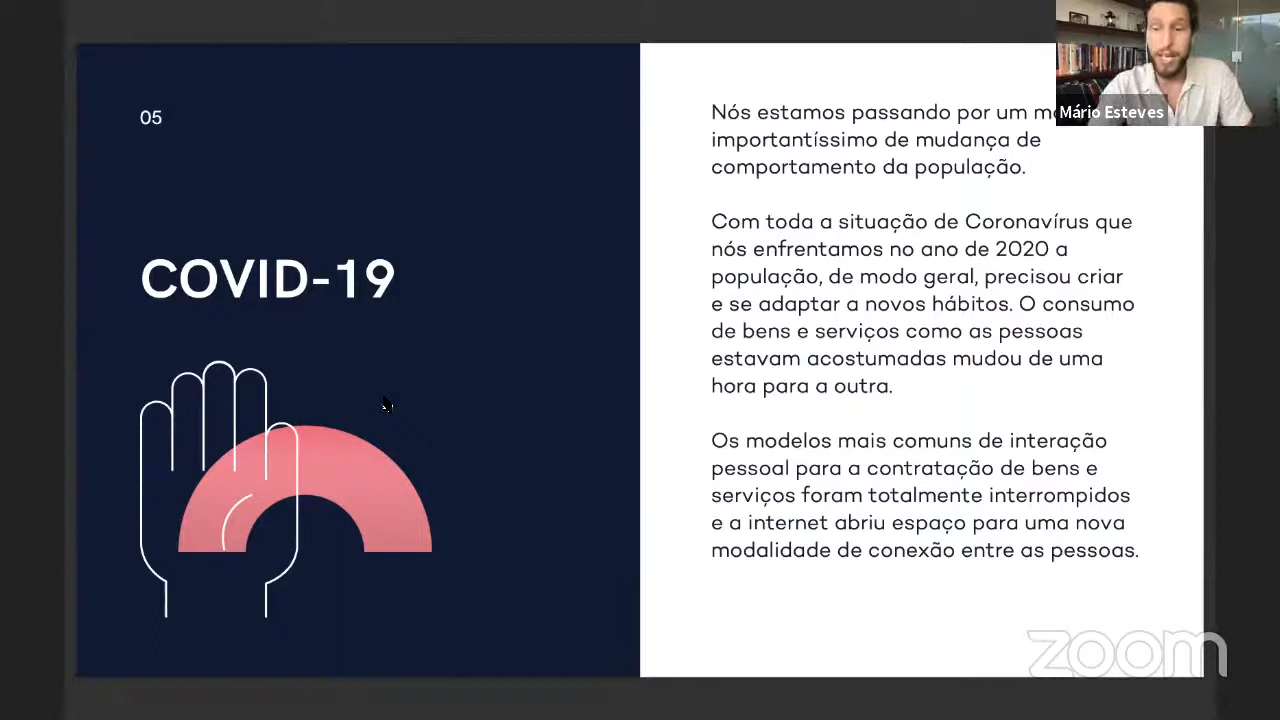 05
COVID-19
Nós estamos passando por um
importantíssimo de mudança de
comportamento da população.
Com toda a situação de Coronavírus que
nós enfrentamos no ano de 2020 a
população, de modo geral, precisou criar
e se adaptar a novos hábitos. O consumo
de bens e serviços como as pessoas
estavam acostumadas mudou de uma
hora para a outra.
Os modelos mais comuns de interação
pessoal para a contratação de bens e
serviços foram totalmente interrompidos
e a internet abriu espaço para uma nova
modalidade de conexão entre as pessoas.
Mário Esteves
zoom